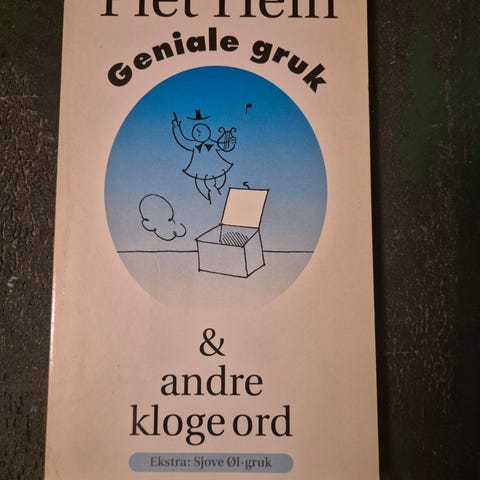 Piet Hein
Geniale gruk
&
andre
kloge ord
Ekstra: Sjove Øl-gruk